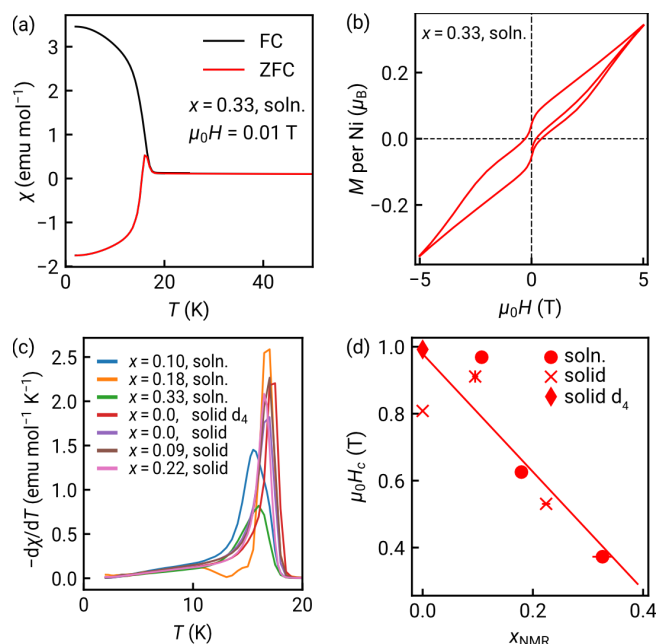 (a)
χ (emu mol⁻¹)
3
2
1
0
−1
−2
FC
ZFC
x = 0.33, soln.
μ₀H = 0.01 T
0
20
40
T (K)
(b)
M per Ni (μB)
0.2
0.0
−0.2
x = 0.33, soln.
−5
0
5
μ₀H (T)
(c)
−dχ/dT (emu mol⁻¹ K⁻¹)
−2.5
2.0
1.5
1.0
0.5
0.0
x = 0.10, soln.
x = 0.18, soln.
x = 0.33, soln.
x = 0.0, solid d₄
x = 0.0, solid
x = 0.09, solid
x = 0.22, solid
0
10
20
T (K)
(d)
μ₀Hc (T)
1.0
0.8
0.6
0.4
soln.
solid
solid d₄
0.0
0.2
0.4
xNMR